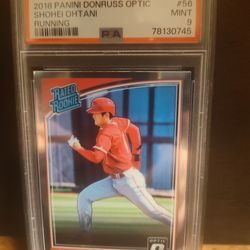 2018 PANINI DONRUSS OPTIC #56
SHOHEI OHTANI MINT
RUNNING 9
PSA 78130745
RATED ROOKIE
OPTIC